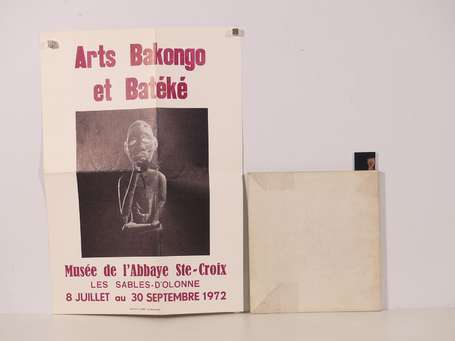 Arts Bakongo
et Batéké
Musée de l'Abbaye Ste-Croix
LES SABLES-D'OLONNE
8 JUILLET au 30 SEPTEMBRE 1972